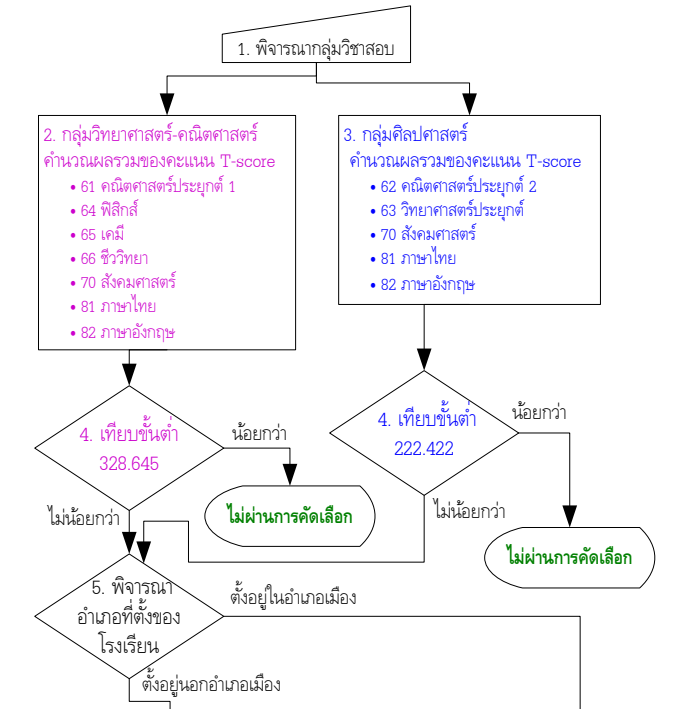 1. พิจารณากลุ่มวิชาสอบ
2. กลุ่มวิทยาศาสตร์-คณิตศาสตร์
คำนวณผลรวมของคะแนน T-score
• 61 คณิตศาสตร์ประยุกต์ 1
• 64 ฟิสิกส์
• 65 เคมี
• 66 ชีววิทยา
• 70 สังคมศาสตร์
• 81 ภาษาไทย
• 82 ภาษาอังกฤษ
3. กลุ่มศิลปศาสตร์
คำนวณผลรวมของคะแนน T-score
• 62 คณิตศาสตร์ประยุกต์ 2
• 63 วิทยาศาสตร์ประยุกต์
• 70 สังคมศาสตร์
• 81 ภาษาไทย
• 82 ภาษาอังกฤษ
4. เทียบขั้นต่ำ
328.645
น้อยกว่า
ไม่ผ่านการคัดเลือก
ไม่น้อยกว่า
4. เทียบขั้นต่ำ
222.422
น้อยกว่า
ไม่ผ่านการคัดเลือก
ไม่น้อยกว่า
5. พิจารณา
อำเภอที่ตั้งของ
โรงเรียน
ตั้งอยู่ในอำเภอเมือง
ตั้งอยู่นอกอำเภอเมือง